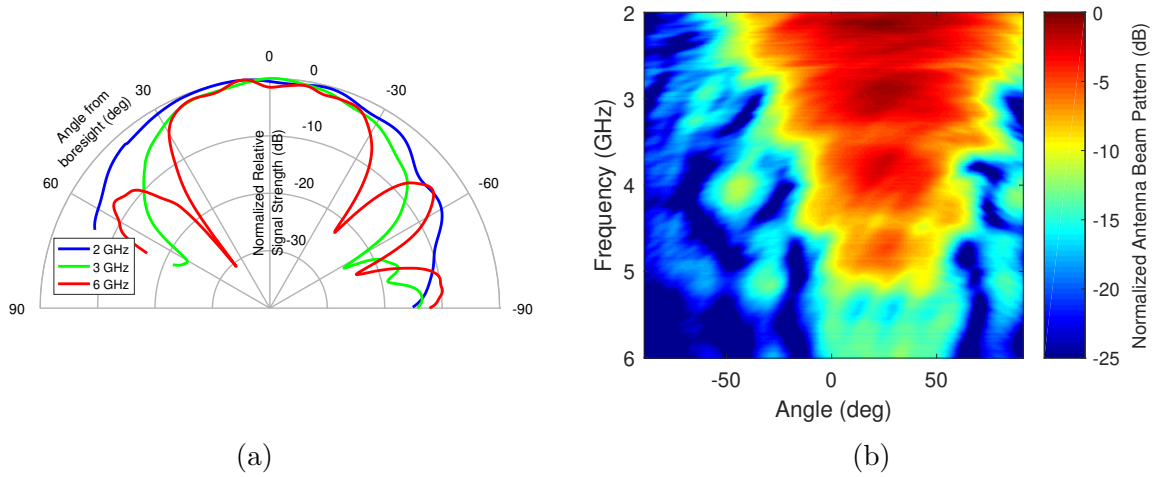 0
0
30
-30
Angle from
boresight (deg)
-10
60
-60
Normalized Relative
Signal Strength (dB)
-20
-30
2 GHz
3 GHz
6 GHz
90
-90
(a)
2
3
4
5
6
Frequency (GHz)
-50
0
50
Angle (deg)
0
-5
-10
-15
-20
-25
Normalized Antenna Beam Pattern (dB)
(b)